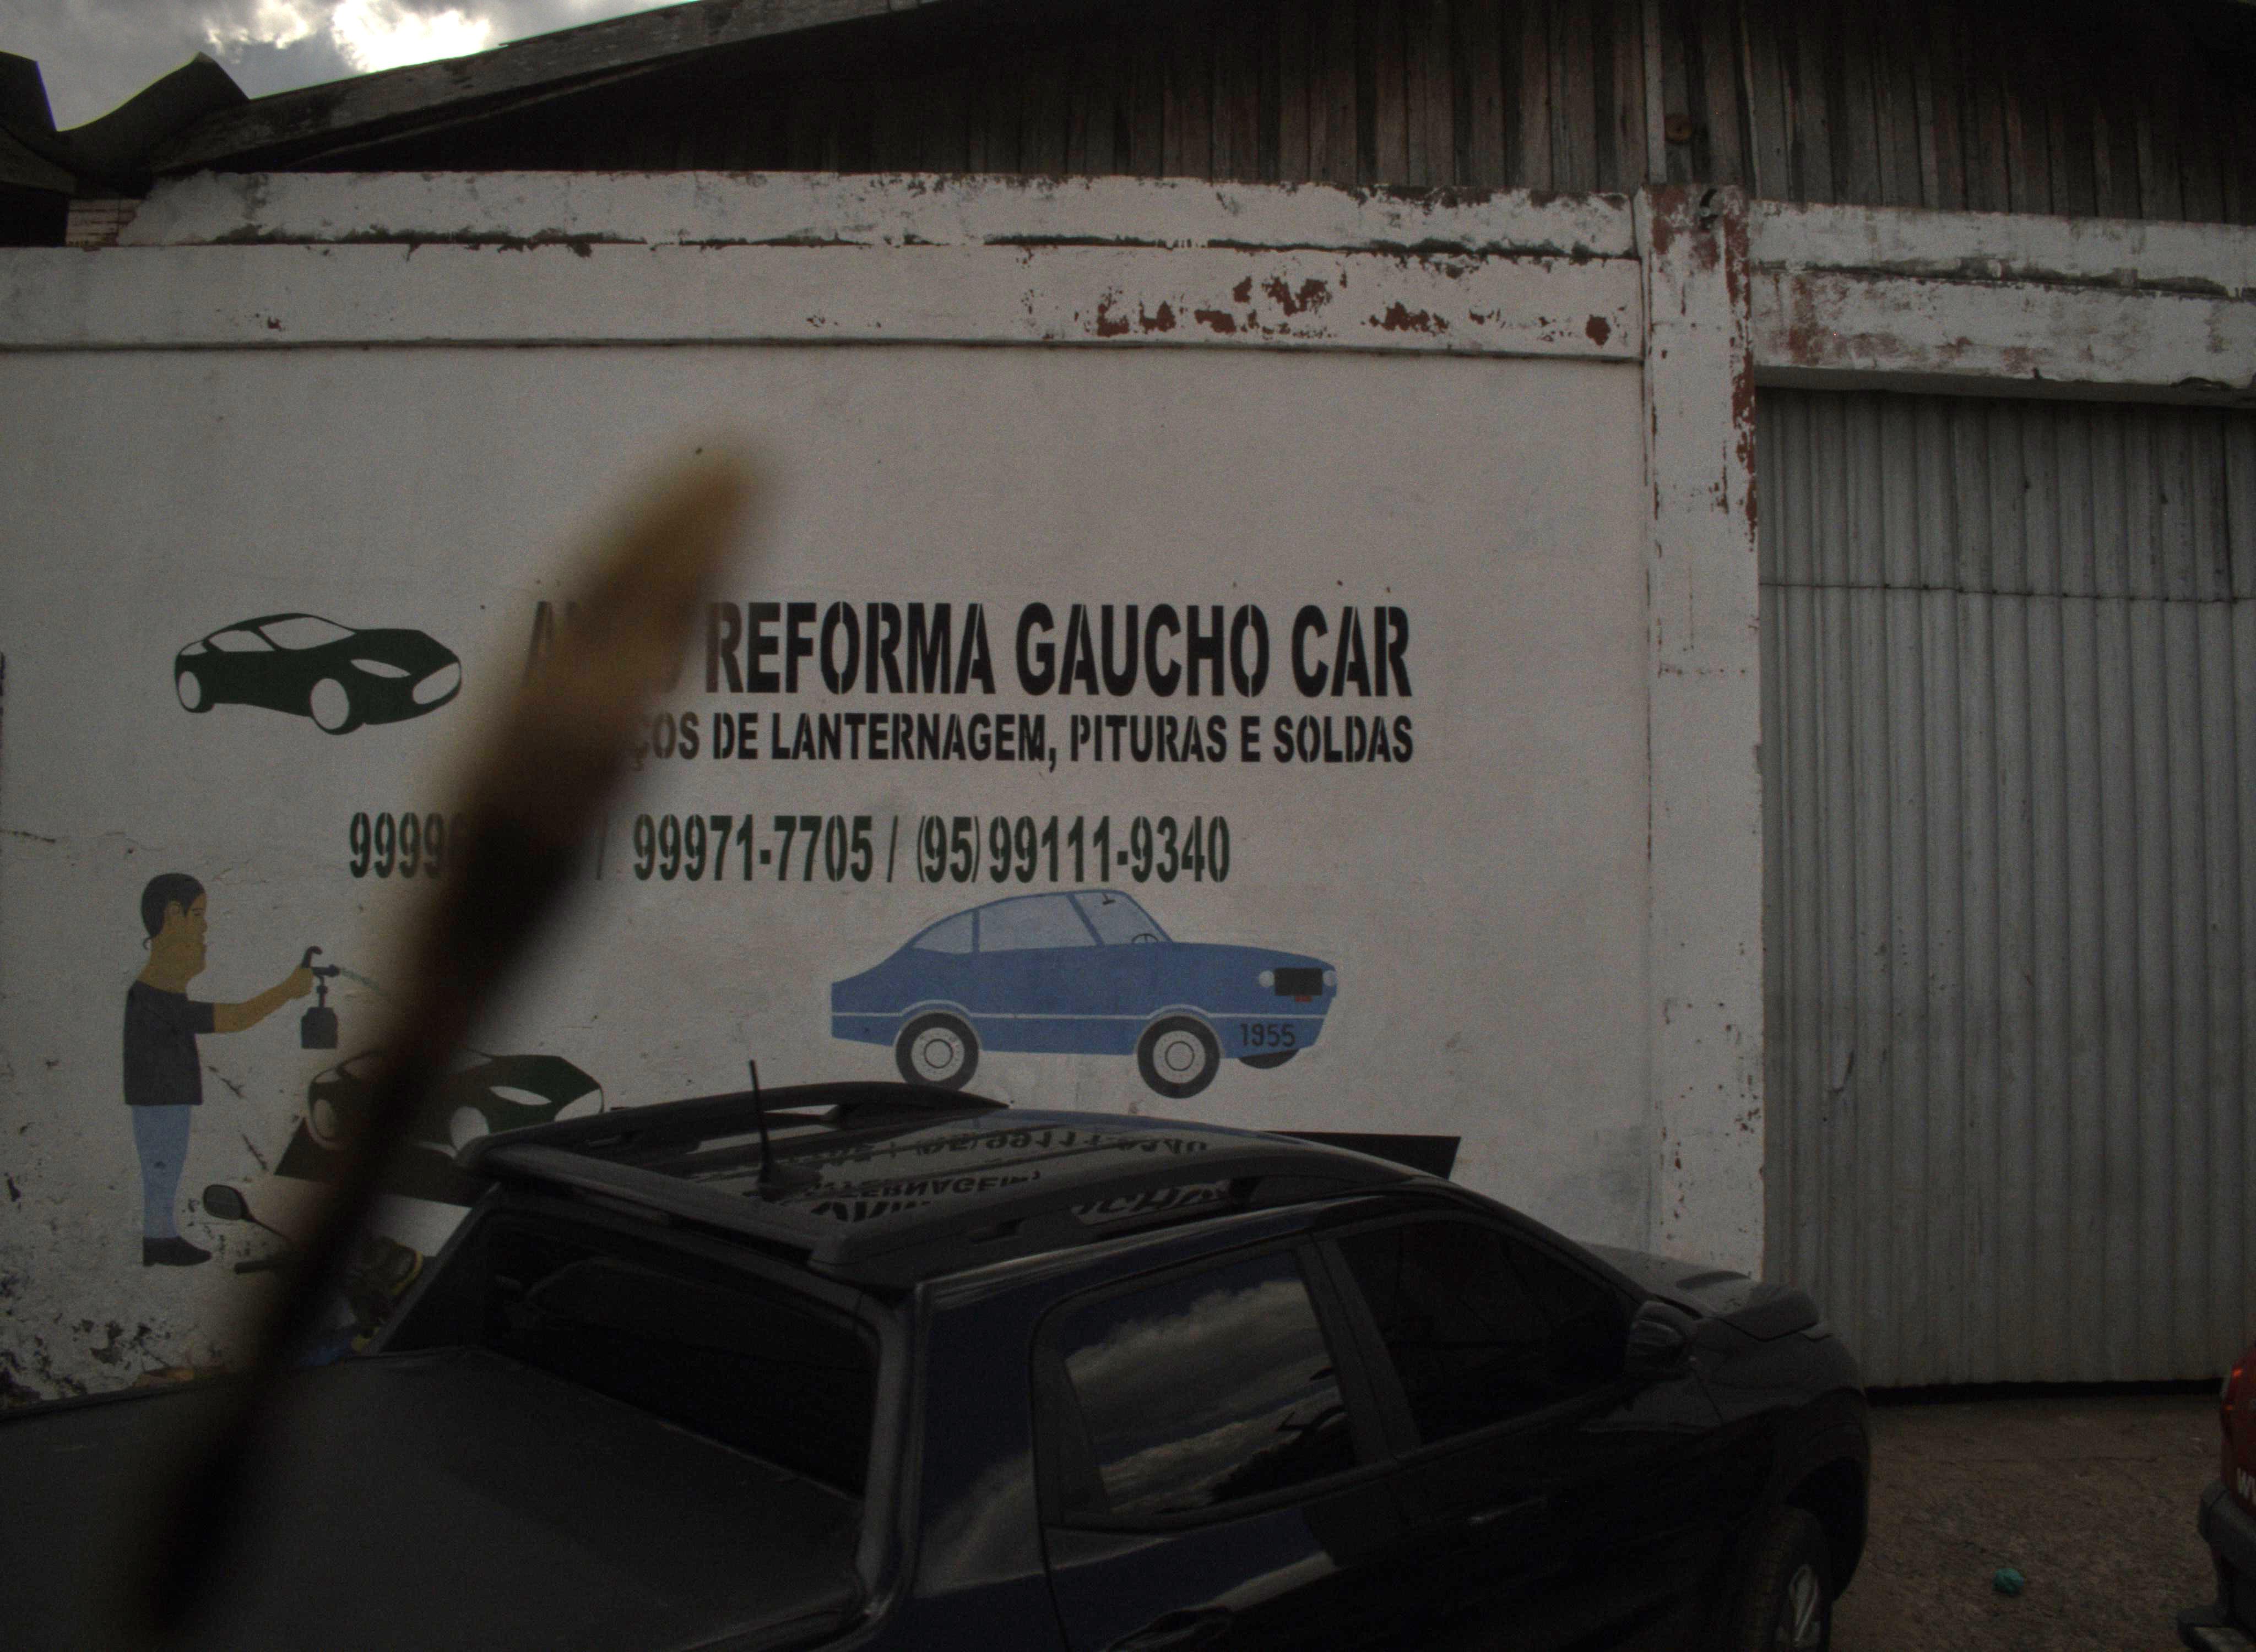 REFORMA GAUCHO CAR
DE LANTERNAGEM, PITURAS E SOLDAS
/ 99971-7705 / (95) 99111-9340
1955